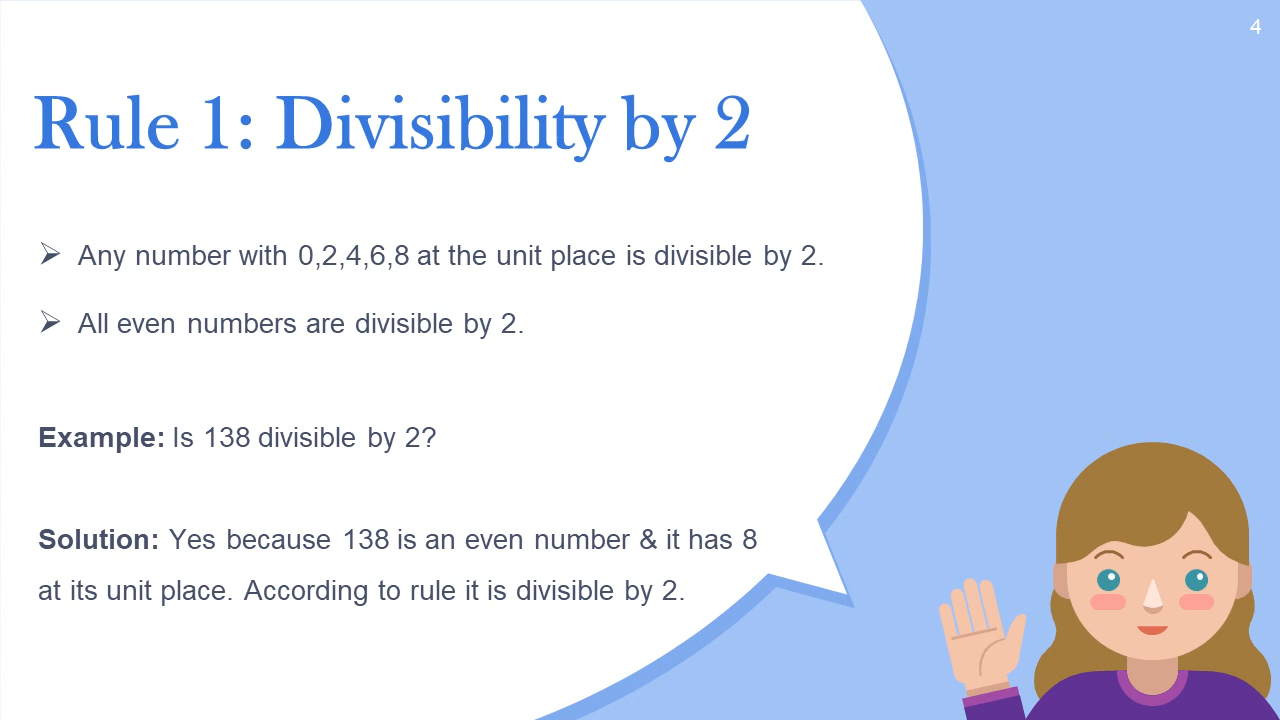 4
Rule 1: Divisibility by 2
➢ Any number with 0,2,4,6,8 at the unit place is divisible by 2.
➢ All even numbers are divisible by 2.
Example: Is 138 divisible by 2?
Solution: Yes because 138 is an even number & it has 8
at its unit place. According to rule it is divisible by 2.